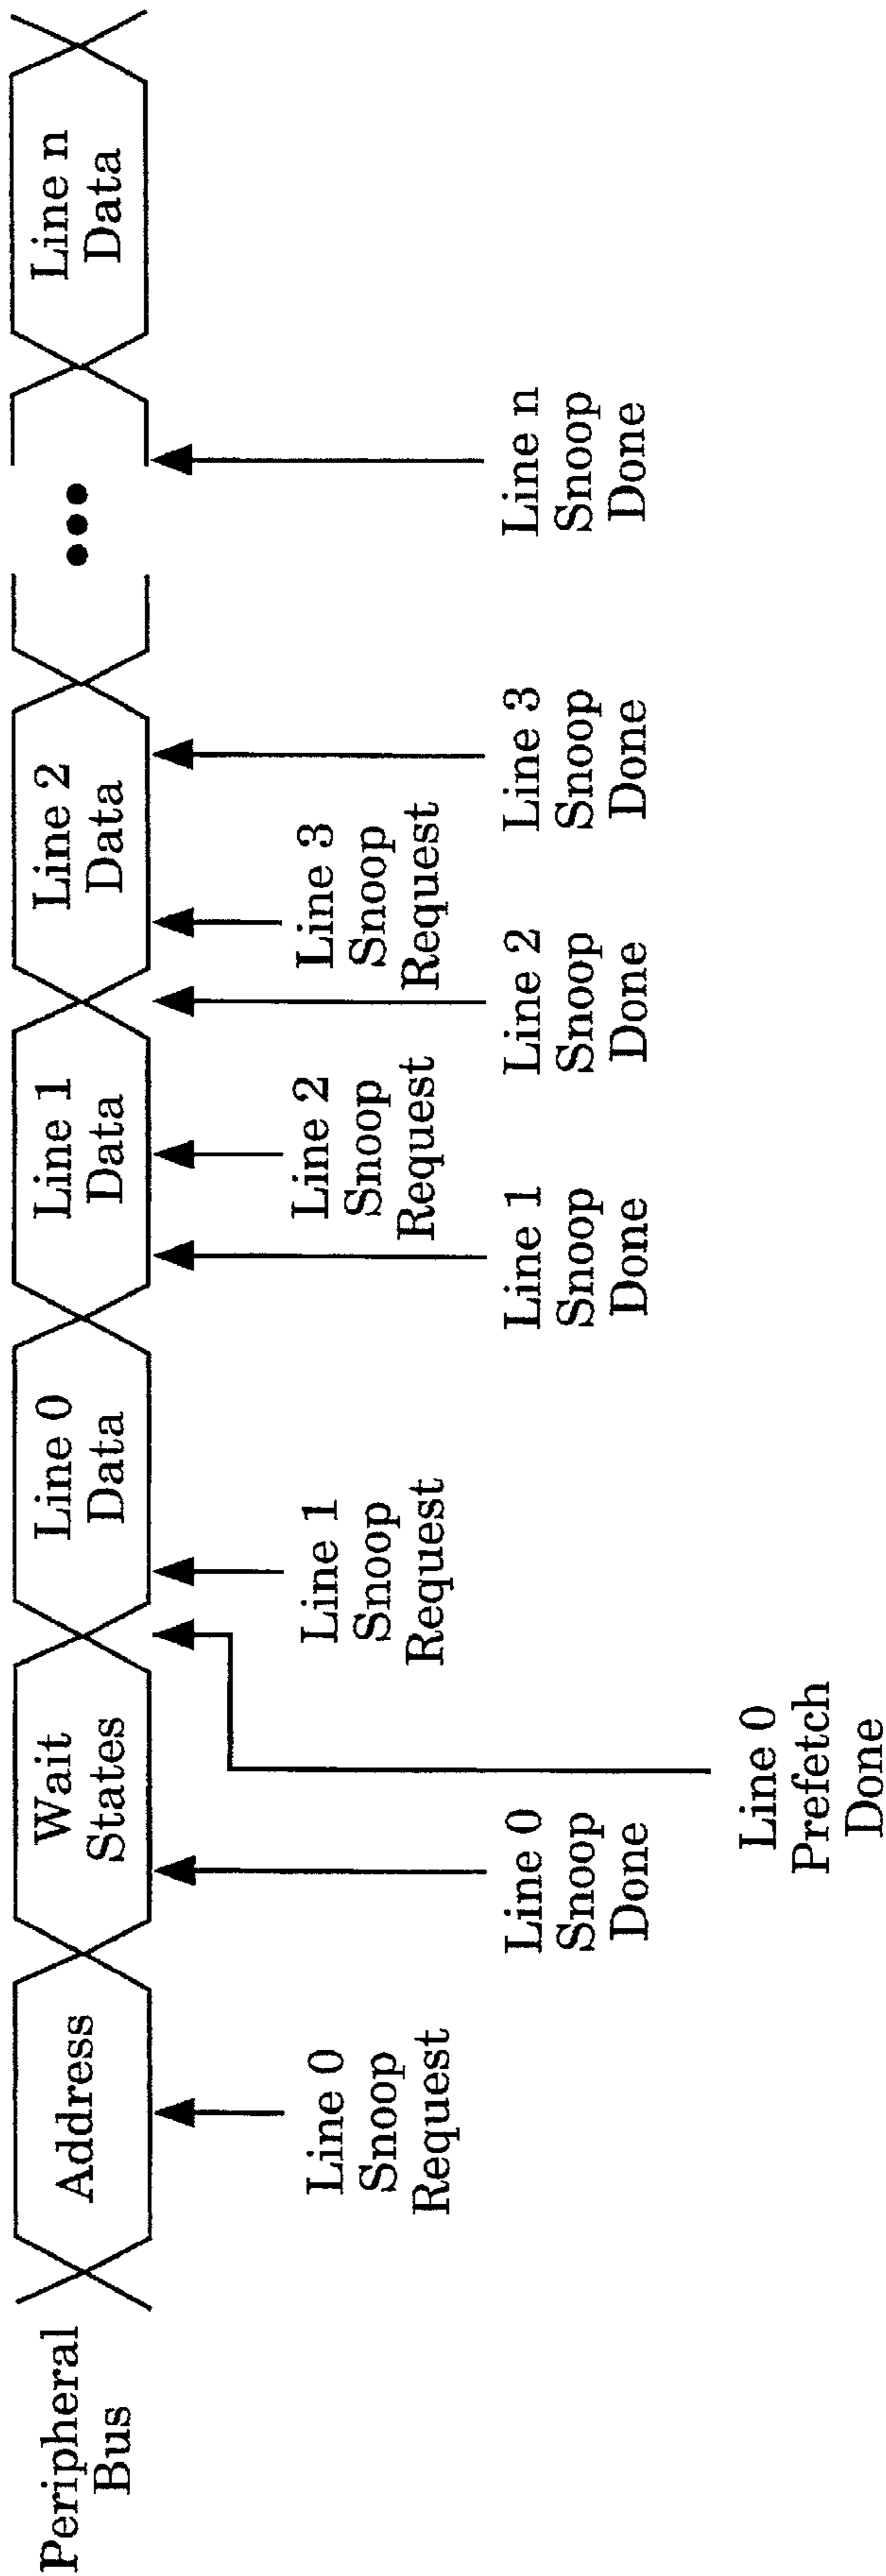 Peripheral
Bus
Address
Wait
States
Line 0
Data
Line 1
Data
Line 2
Data
•••
Line n
Data
Line 0
Snoop
Request
Line 1
Snoop
Request
Line 2
Snoop
Request
Line 3
Snoop
Request
Line 0
Snoop
Done
Line 1
Snoop
Done
Line 2
Snoop
Done
Line 3
Snoop
Done
Line n
Snoop
Done
Line 0
Prefetch
Done